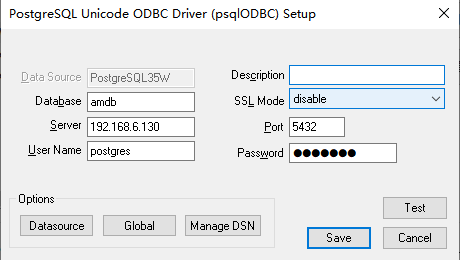 PostgreSQL Unicode ODBC Driver (psqlODBC) Setup
Data Source PostgreSQL35W Description
Database amdb SSL Mode disable
Server 192.168.6.130 Port 5432
User Name postgres Password ●●●●●●●
Options
Datasource Global Manage DSN
Test
Save Cancel